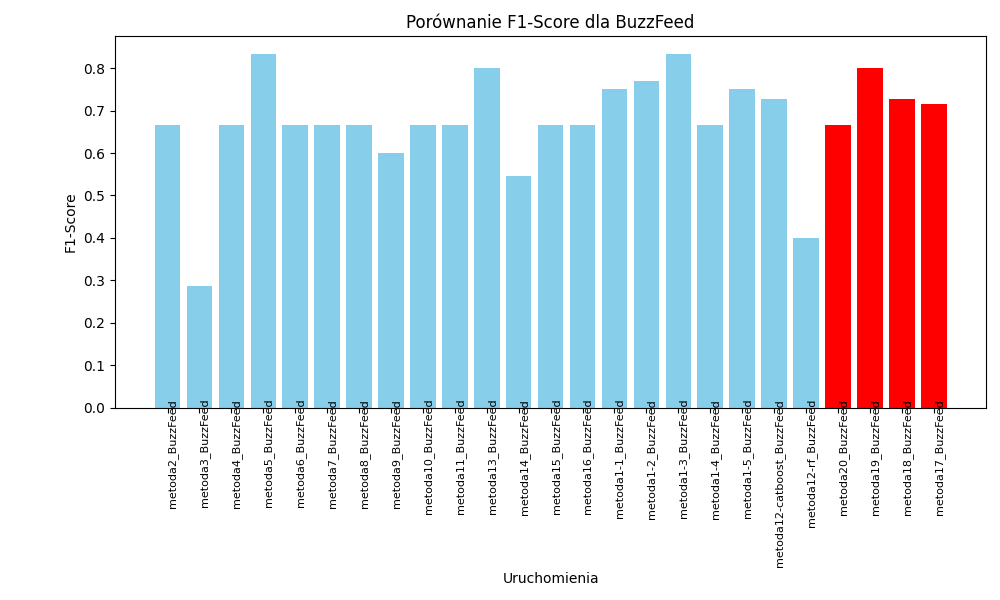 Porównanie F1-Score dla BuzzFeed
F1-Score
0.8
0.7
0.6
0.5
0.4
0.3
0.2
0.1
0.0
metoda2_BuzzFeed
metoda3_BuzzFeed
metoda4_BuzzFeed
metoda5_BuzzFeed
metoda6_BuzzFeed
metoda7_BuzzFeed
metoda8_BuzzFeed
metoda9_BuzzFeed
metoda10_BuzzFeed
metoda11_BuzzFeed
metoda13_BuzzFeed
metoda14_BuzzFeed
metoda15_BuzzFeed
metoda16_BuzzFeed
metoda1-1_BuzzFeed
metoda1-2_BuzzFeed
metoda1-3_BuzzFeed
metoda1-4_BuzzFeed
metoda1-5_BuzzFeed
metoda12-catboost_BuzzFeed
metoda12-rf_BuzzFeed
metoda20_BuzzFeed
metoda19_BuzzFeed
metoda18_BuzzFeed
metoda17_BuzzFeed
Uruchomienia